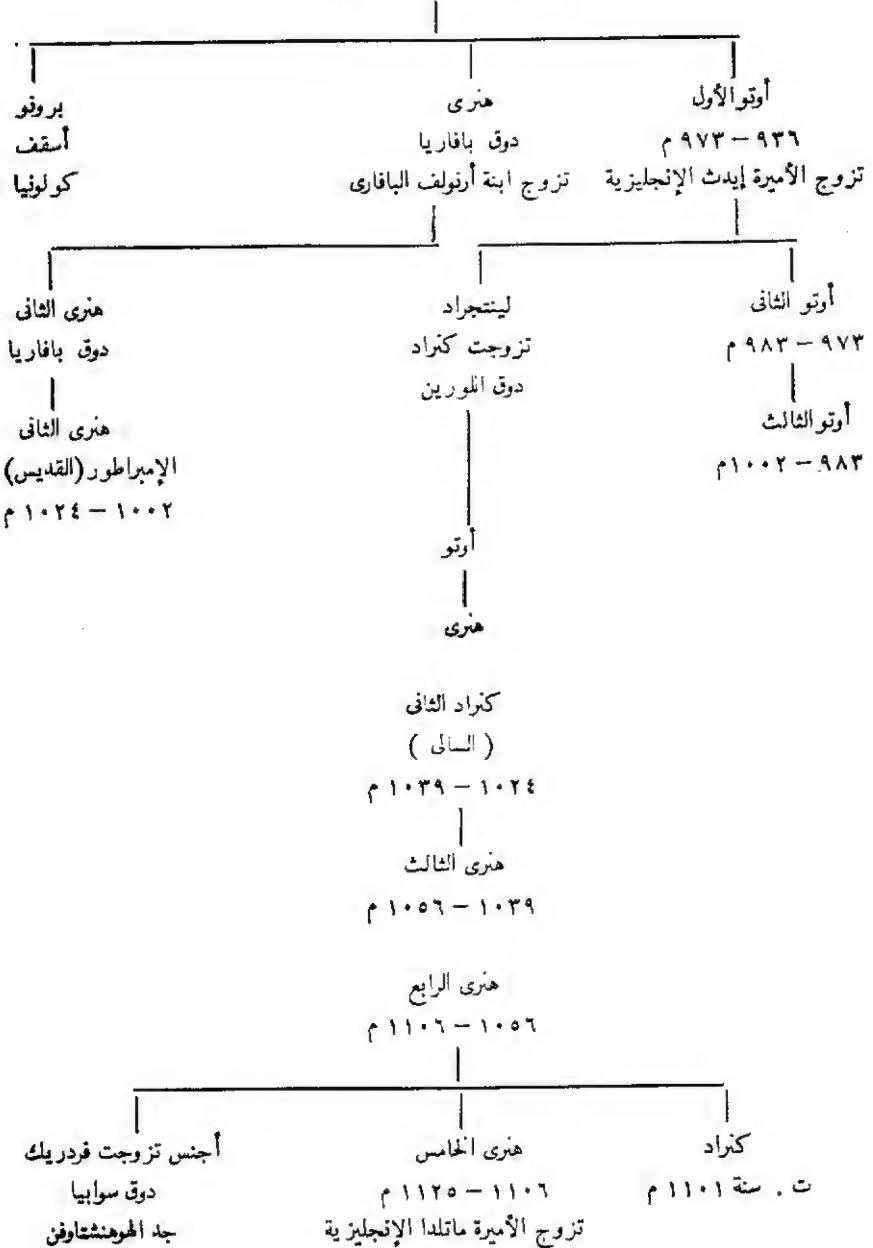 أوتو الأول
٩٣٦ – ٩٧٣ م
تزوج الأميرة إيدث الإنجليزية
هنرى
دوق بافاريا
تزوج ابنة أرنولف البافارى
برونو
أسقف
كولونيا
أوتو الثانى
٩٧٣ – ٩٨٣ م
أوتو الثالث
٩٨٣ – ١٠٠٢م
لينتجراد
تزوجت كنراد
دوق اللورين
أوتو
هنرى
هنرى الثانى
دوق بافاريا
هنرى الثانى
الإمبراطور (القديس)
١٠٠٢ – ١٠٢٤ م
كنراد الثانى
( السالى )
١٠٢٤ – ١٠٣٩ م
هنرى الثالث
١٠٣٩ – ١٠٥٦ م
هنرى الرابع
١٠٥٦ – ١١٠٦ م
كنراد
ت . سنة ١١٠١ م
هنرى الخامس
١١٠٦ – ١١٢٥ م
تزوج الأميرة ماتلدا الإنجليزية
أجنس تزوجت فردريك
دوق سوابيا
جد الهوهنشتاوفن